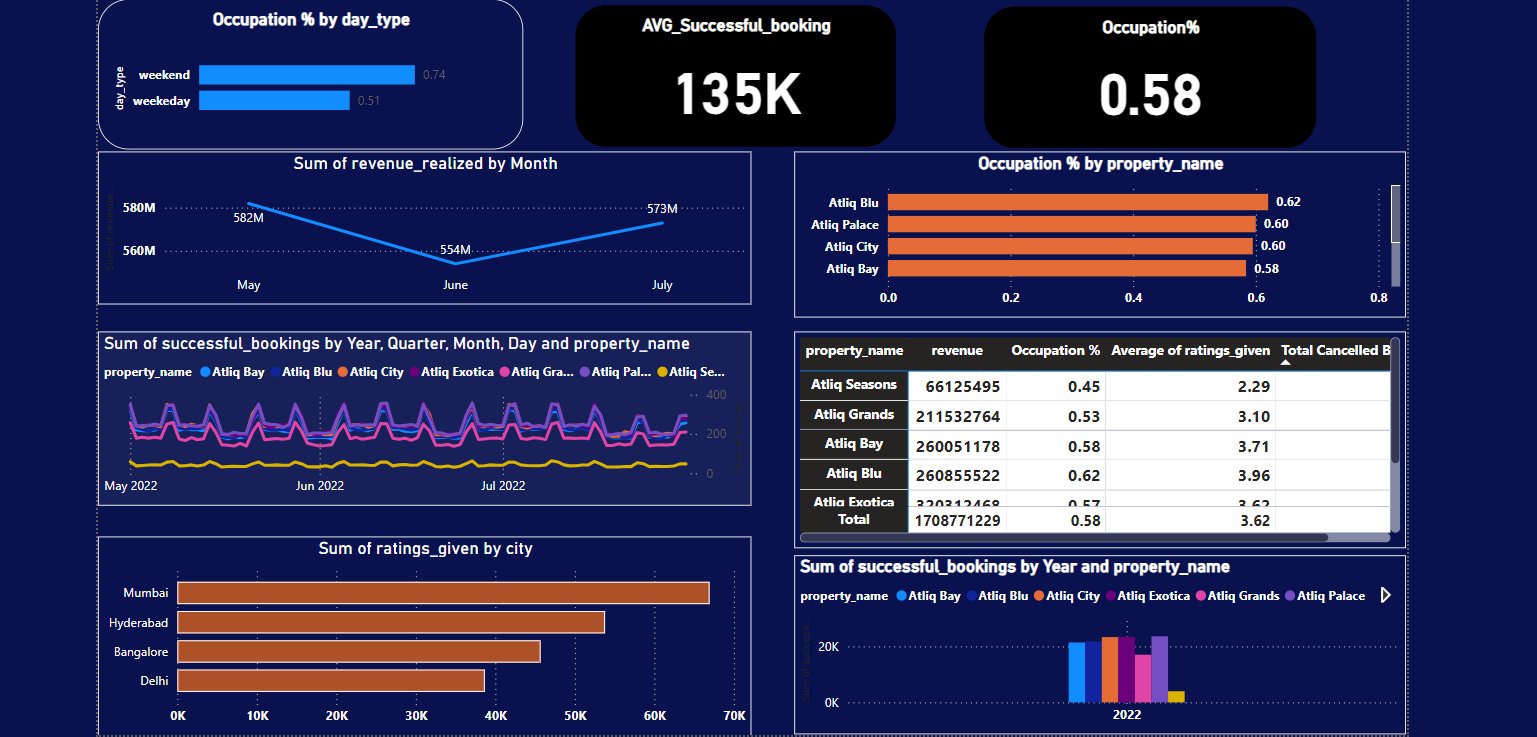 Occupation % by day_type
day_type
weekend
0.74
weekeday
0.51
AVG_Successful_booking
135K
Occupation%
0.58
Sum of revenue_realized by Month
580M
560M
582M
554M
573M
May
June
July
Occupation % by property_name
Atliq Blu
0.62
Atliq Palace
0.60
Atliq City
0.60
Atliq Bay
0.58
0.0
0.2
0.4
0.6
0.8
Sum of successful_bookings by Year, Quarter, Month, Day and property_name
property_name Atliq Bay Atliq Blu Atliq City Atliq Exotica Atliq Gra... Atliq Pal... Atliq Se...
400
200
0
May 2022
Jun 2022
Jul 2022
property_name revenue Occupation % Average of ratings_given Total Cancelled B
Atliq Seasons 66125495 0.45 2.29
Atliq Grands 211532764 0.53 3.10
Atliq Bay 260051178 0.58 3.71
Atliq Blu 260855522 0.62 3.96
Atliq Exotica 320312468 0.57 3.62
Total 1708771229 0.58 3.62
Sum of ratings_given by city
Mumbai
Hyderabad
Bangalore
Delhi
0K
10K
20K
30K
40K
50K
60K
70K
Sum of successful_bookings by Year and property_name
property_name Atliq Bay Atliq Blu Atliq City Atliq Exotica Atliq Grands Atliq Palace
Sum of success...
20K
0K
2022